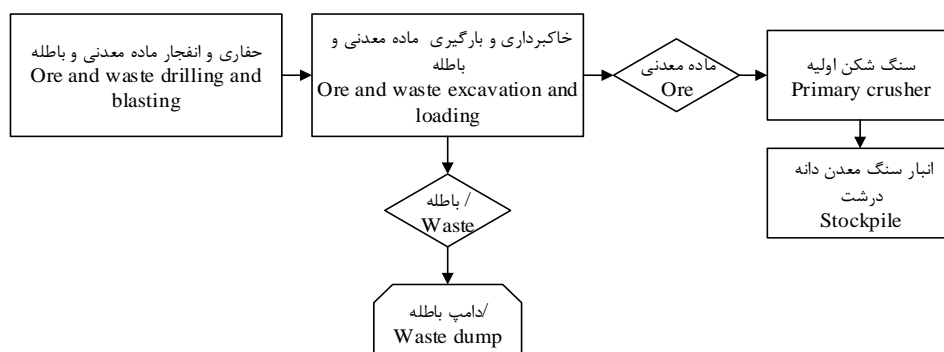 حفاری و انفجار ماده معدنی و باطله
Ore and waste drilling and
blasting
خاکبرداری و بارگیری ماده معدنی و
باطله
Ore and waste excavation and
loading
ماده معدنی
Ore
سنگ شکن اولیه
Primary crusher
انبار سنگ معدن دانه
درشت
Stockpile
باطله /
Waste
دامپ باطله/
Waste dump